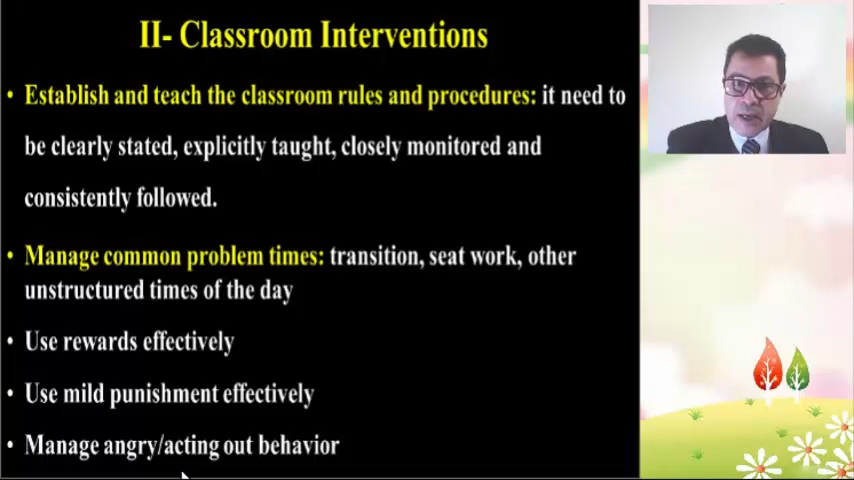 II- Classroom Interventions
• Establish and teach the classroom rules and procedures: it need to
be clearly stated, explicitly taught, closely monitored and
consistently followed.
• Manage common problem times: transition, seat work, other
unstructured times of the day
• Use rewards effectively
• Use mild punishment effectively
• Manage angry/acting out behavior